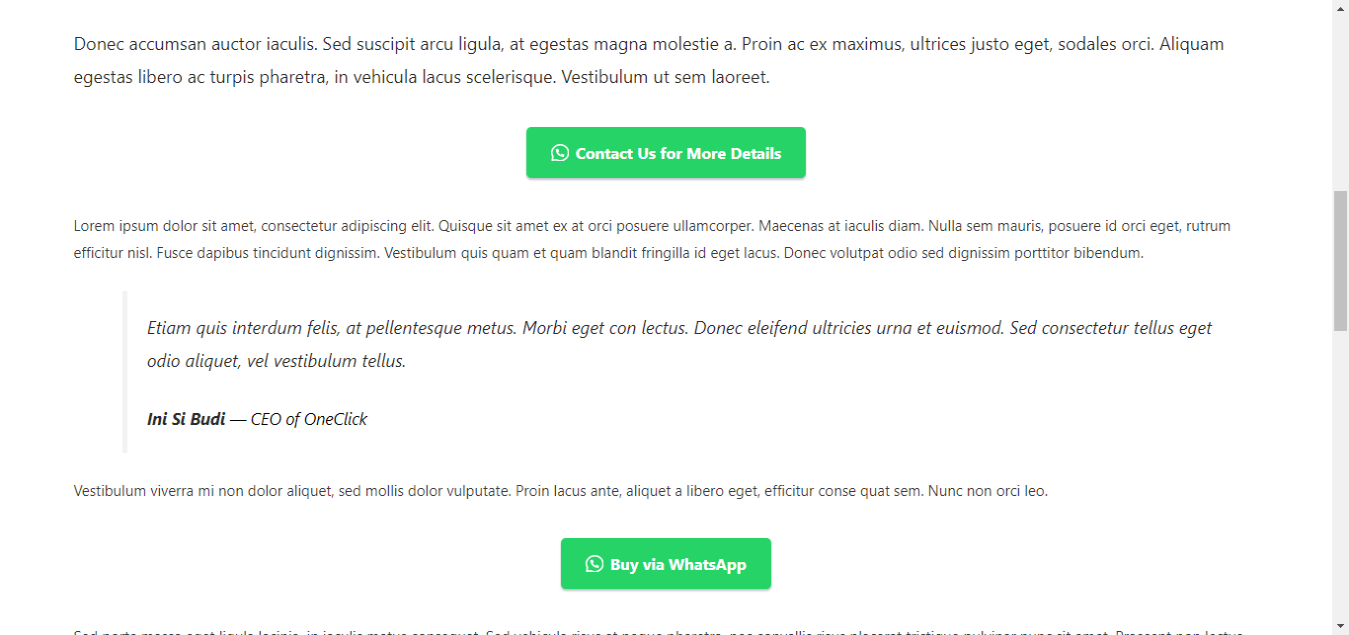 Donec accumsan auctor iaculis. Sed suscipit arcu ligula, at egestas magna molestie a. Proin ac ex maximus, ultrices justo eget, sodales orci. Aliquam
egestas libero ac turpis pharetra, in vehicula lacus scelerisque. Vestibulum ut sem laoreet.
Contact Us for More Details
Lorem ipsum dolor sit amet, consectetur adipiscing elit. Quisque sit amet ex at orci posuere ullamcorper. Maecenas at iaculis diam. Nulla sem mauris, posuere id orci eget, rutrum
efficitur nisl. Fusce dapibus tincidunt dignissim. Vestibulum quis quam et quam blandit fringilla id eget lacus. Donec volutpat odio sed dignissim porttitor bibendum.
Etiam quis interdum felis, at pellentesque metus. Morbi eget con lectus. Donec eleifend ultricies urna et euismod. Sed consectetur tellus eget
odio aliquet, vel vestibulum tellus.
Ini Si Budi — CEO of OneClick
Vestibulum viverra mi non dolor aliquet, sed mollis dolor vulputate. Proin lacus ante, aliquet a libero eget, efficitur conse quat sem. Nunc non orci leo.
Buy via WhatsApp